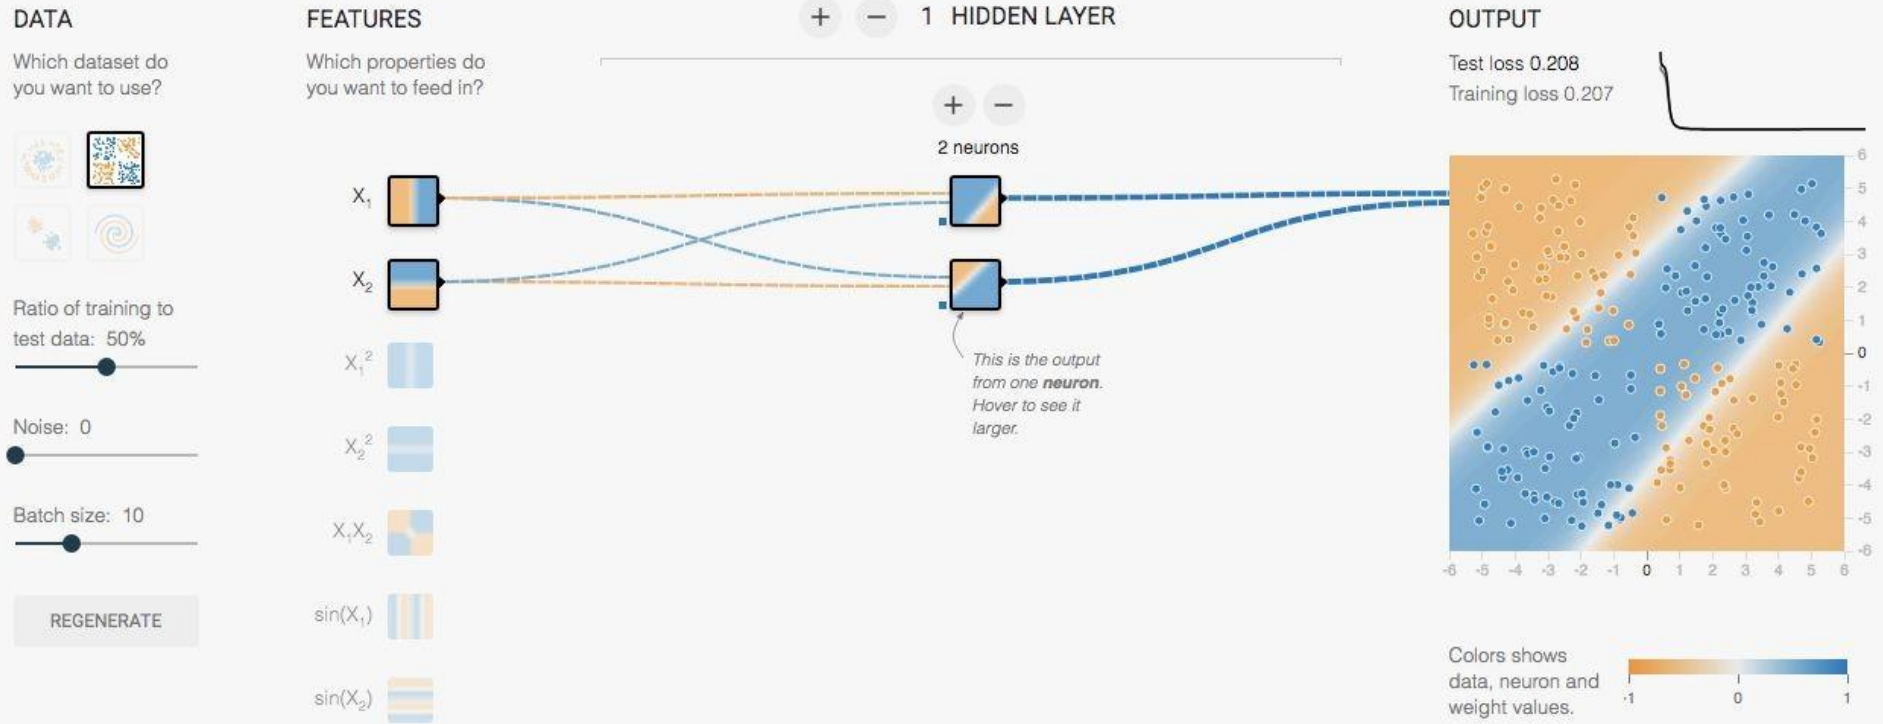 DATA
Which dataset do
you want to use?
Ratio of training to
test data: 50%
Noise: 0
Batch size: 10
REGENERATE
FEATURES
Which properties do
you want to feed in?
X₁
X₂
X₁²
X₂²
X₁X₂
sin(X₁)
sin(X₂)
+ − 1 HIDDEN LAYER
+ −
2 neurons
This is the output
from one neuron.
Hover to see it
larger.
OUTPUT
Test loss 0.208
Training loss 0.207
6
5
4
3
2
1
0
-1
-2
-3
-4
-5
-6
-6 -5 -4 -3 -2 -1 0 1 2 3 4 5 6
Colors shows
data, neuron and
weight values.
-1 0 1